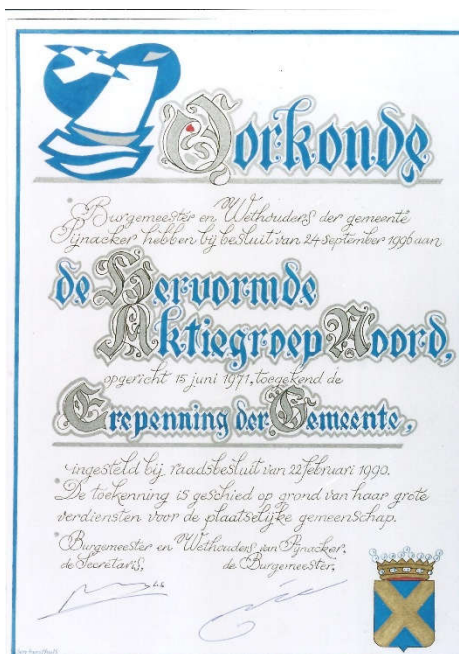 Oorkonde
Burgemeester en Wethouders der gemeente
Pijnacker hebben bij besluit van 24 september 1996 aan
de Hervormde
Aktiegroep Noord,
opgericht 15 juni 1971, toegekend de
Erepenning der Gemeente,
ingesteld bij raadsbesluit van 22 februari 1990.
De toekenning is geschied op grond van haar grote
verdiensten voor de plaatselijke gemeenschap.
Burgemeester en Wethouders van Pijnacker,
de Secretaris, de Burgemeester,